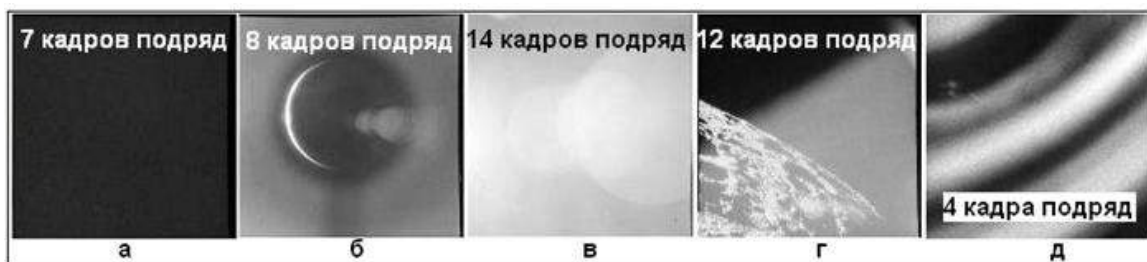 7 кадров подряд
8 кадров подряд
14 кадров подряд
12 кадров подряд
4 кадра подряд
а
б
в
г
д